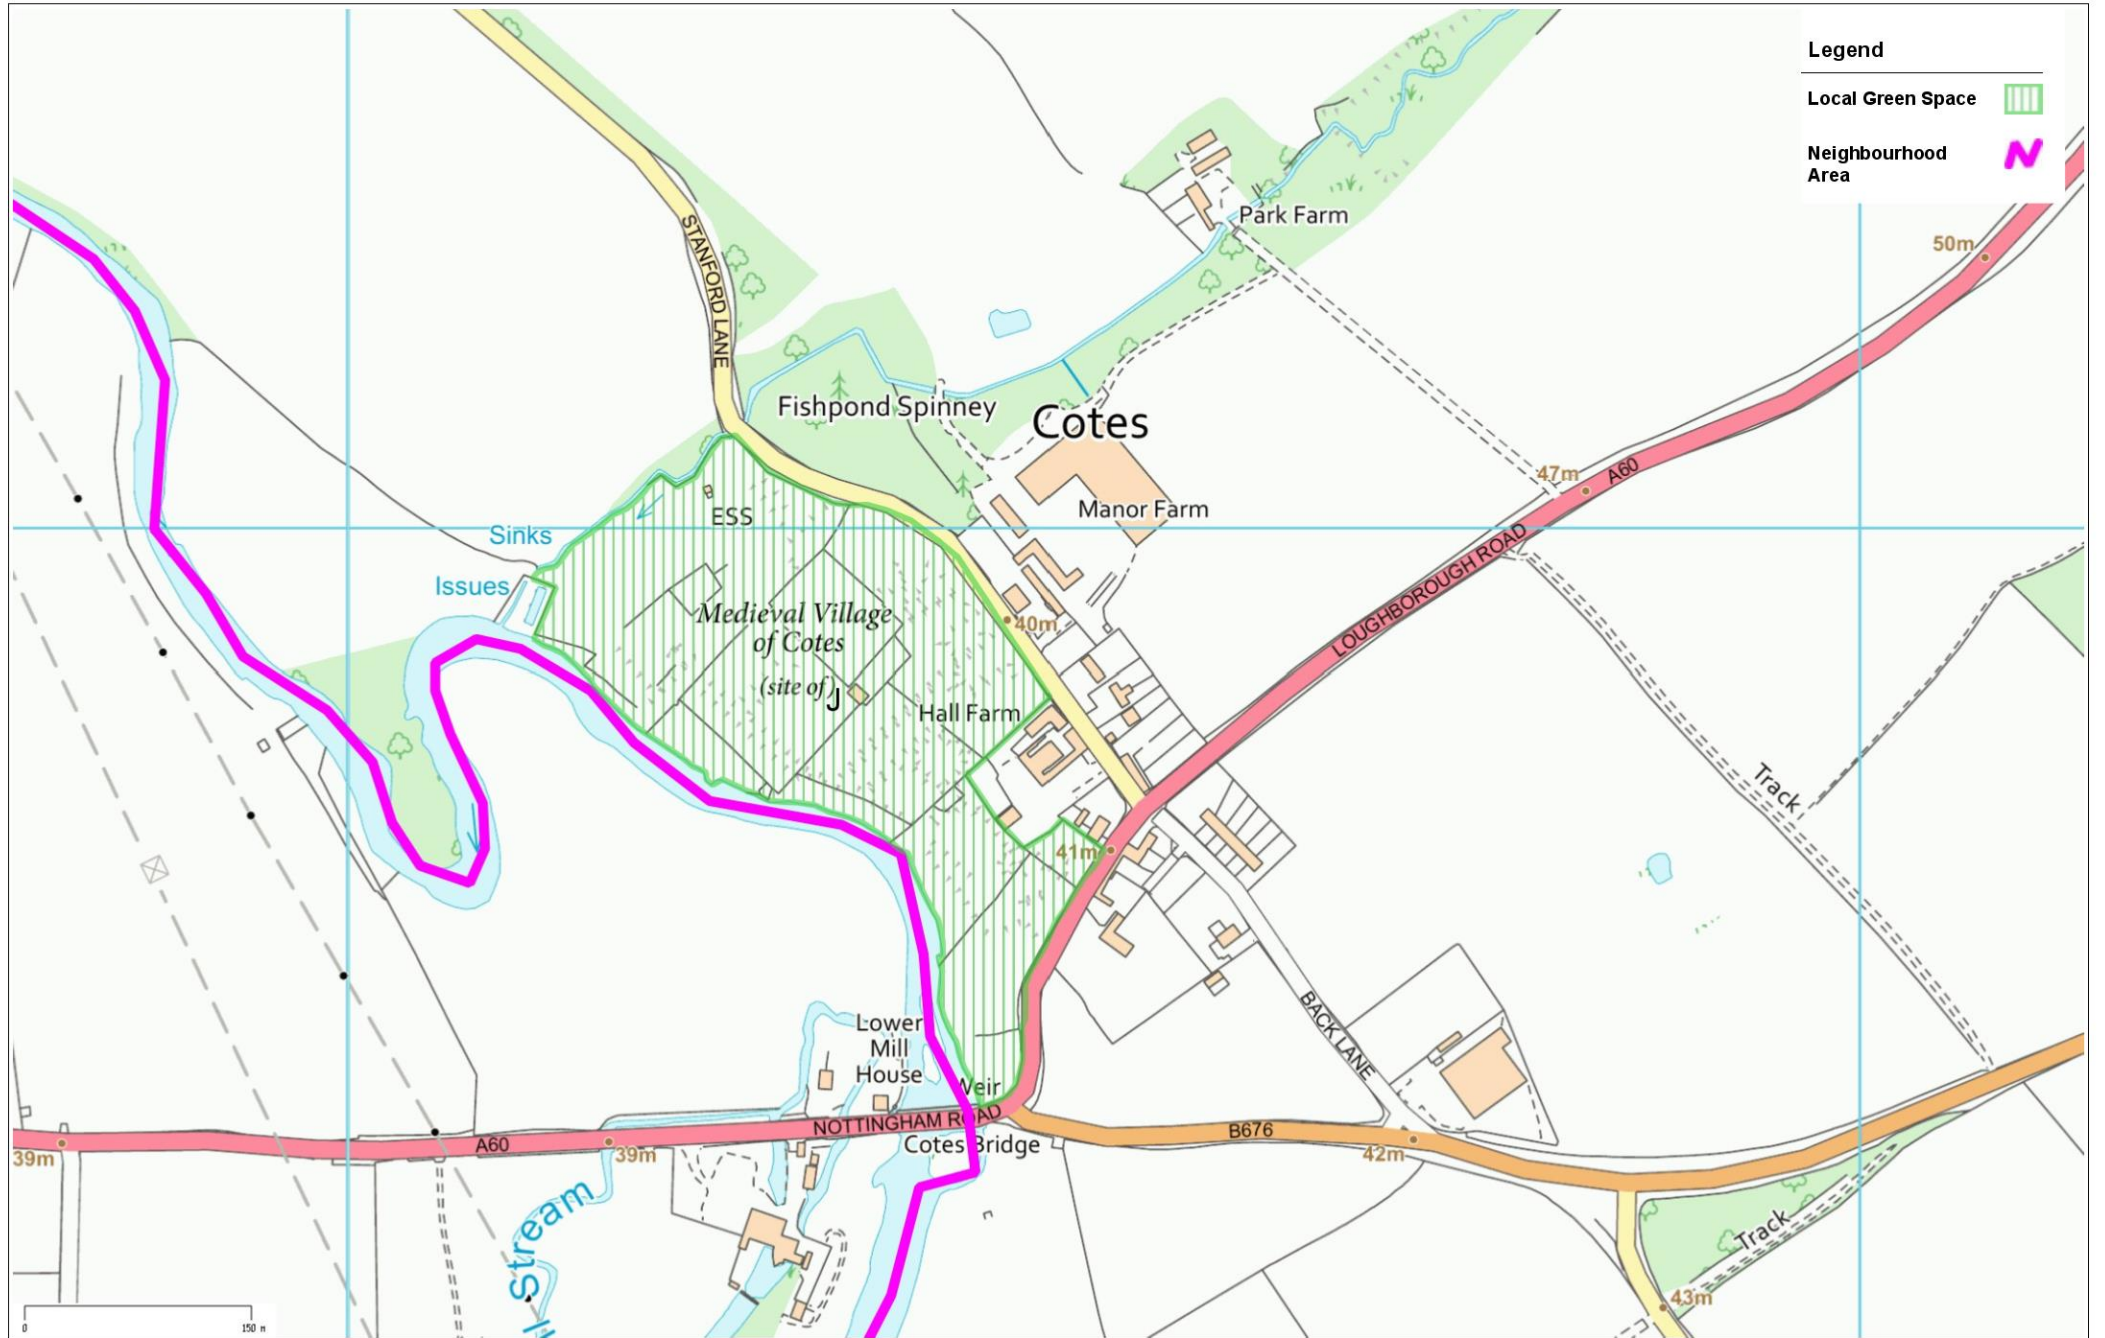 Legend
Local Green Space
Neighbourhood
Area
Park Farm
STANFORD LANE
50m
Fishpond Spinney
Cotes
47m
A60
Manor Farm
ESS
Sinks
Issues
LOUGHBOROUGH ROAD
Medieval Village
of Cotes
(site of)
J
40m
Hall Farm
Track
41m
BACK LANE
Lower
Mill
House
Weir
NOTTINGHAM ROAD
Cotes Bridge
A60
39m
39m
B676
42m
Stream
Track
43m
0
150 m